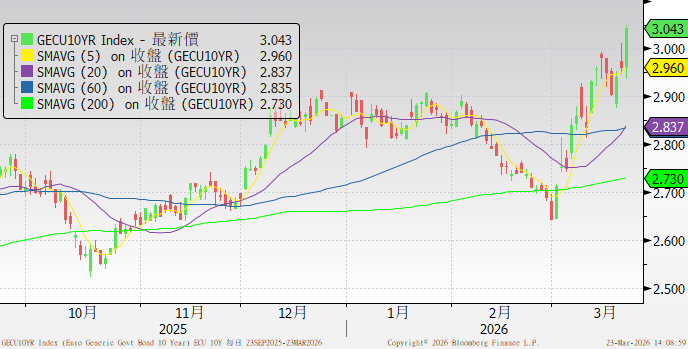 GECU10YR Index - 最新價 3.043
SMAVG (5) on 收盤 (GECU10YR) 2.960
SMAVG (20) on 收盤 (GECU10YR) 2.837
SMAVG (60) on 收盤 (GECU10YR) 2.835
SMAVG (200) on 收盤 (GECU10YR) 2.730
3.043
3.000
2.960
2.900
2.837
2.800
2.730
2.700
2.600
2.500
10月 11月 12月 1月 2月 3月
2025 2026
GECU10YR Index (Euro Generic Govt Bond 10 Year) ECU 10Y 每日 23SEP2025-23MAR2026 Copyright© 2026 Bloomberg Finance L.P. 23-Mar-2026 14:08:59